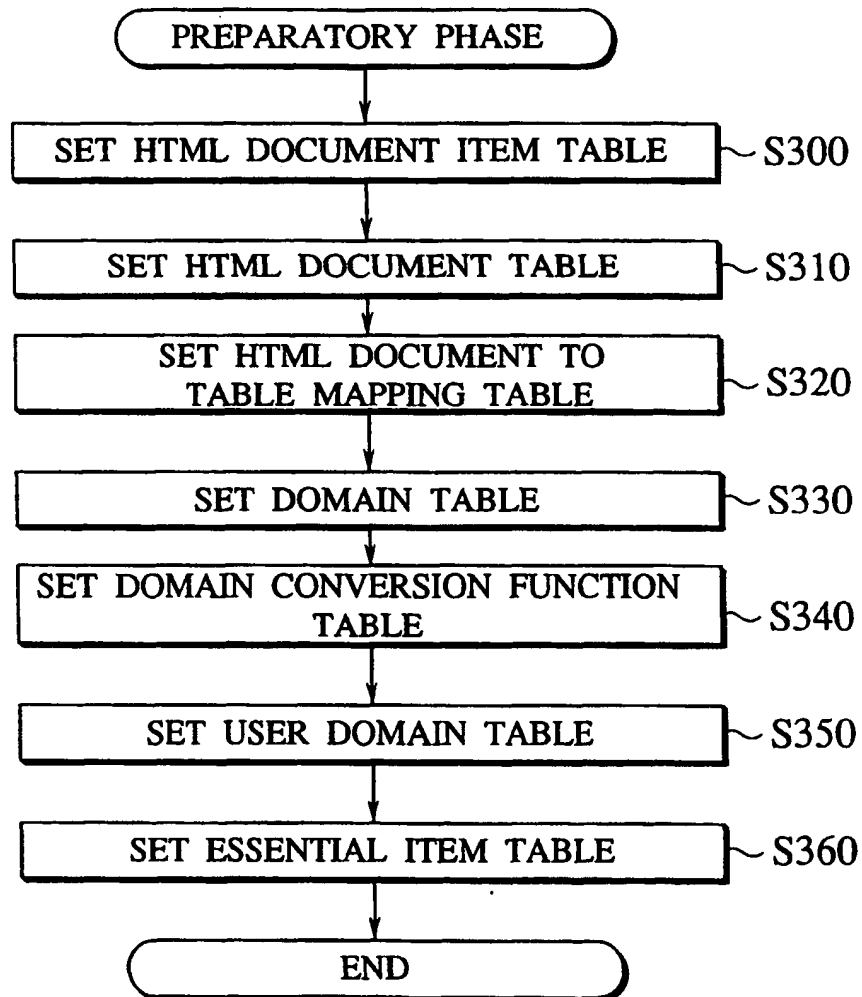 PREPARATORY PHASE
SET HTML DOCUMENT ITEM TABLE
S300
SET HTML DOCUMENT TABLE
S310
SET HTML DOCUMENT TO
TABLE MAPPING TABLE
S320
SET DOMAIN TABLE
S330
SET DOMAIN CONVERSION FUNCTION
TABLE
S340
SET USER DOMAIN TABLE
S350
SET ESSENTIAL ITEM TABLE
S360
END